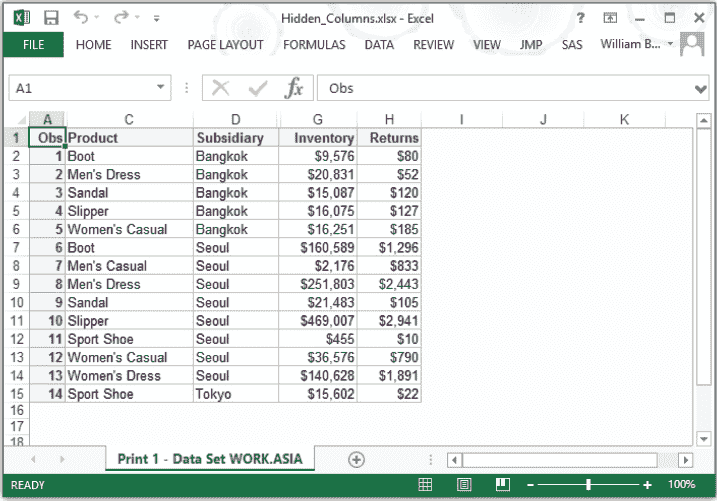 Hidden_Columns.xlsx - Excel
FILE HOME INSERT PAGE LAYOUT FORMULAS DATA REVIEW VIEW JMP SAS William B...
A1 fx Obs
A C D G H I J K
1 Obs Product Subsidiary Inventory Returns
2 1 Boot Bangkok $9,576 $80
3 2 Men's Dress Bangkok $20,831 $52
4 3 Sandal Bangkok $15,087 $120
5 4 Slipper Bangkok $16,075 $127
6 5 Women's Casual Bangkok $16,251 $185
7 6 Boot Seoul $160,589 $1,296
8 7 Men's Casual Seoul $2,176 $833
9 8 Men's Dress Seoul $251,803 $2,443
10 9 Sandal Seoul $21,483 $105
11 10 Slipper Seoul $469,007 $2,941
12 11 Sport Shoe Seoul $455 $10
13 12 Women's Casual Seoul $36,576 $790
14 13 Women's Dress Seoul $140,628 $1,891
15 14 Sport Shoe Tokyo $15,602 $22
16
17
18
Print 1 - Data Set WORK.ASIA
READY 100%